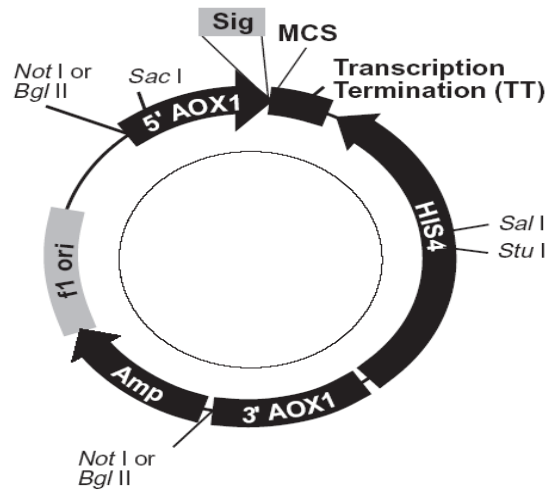 Sig
MCS
Not I or
Bgl II
Sac I
Transcription
Termination (TT)
5' AOX1
HIS4
Sal I
Stu I
f1 ori
Amp
3' AOX1
Not I or
Bgl II